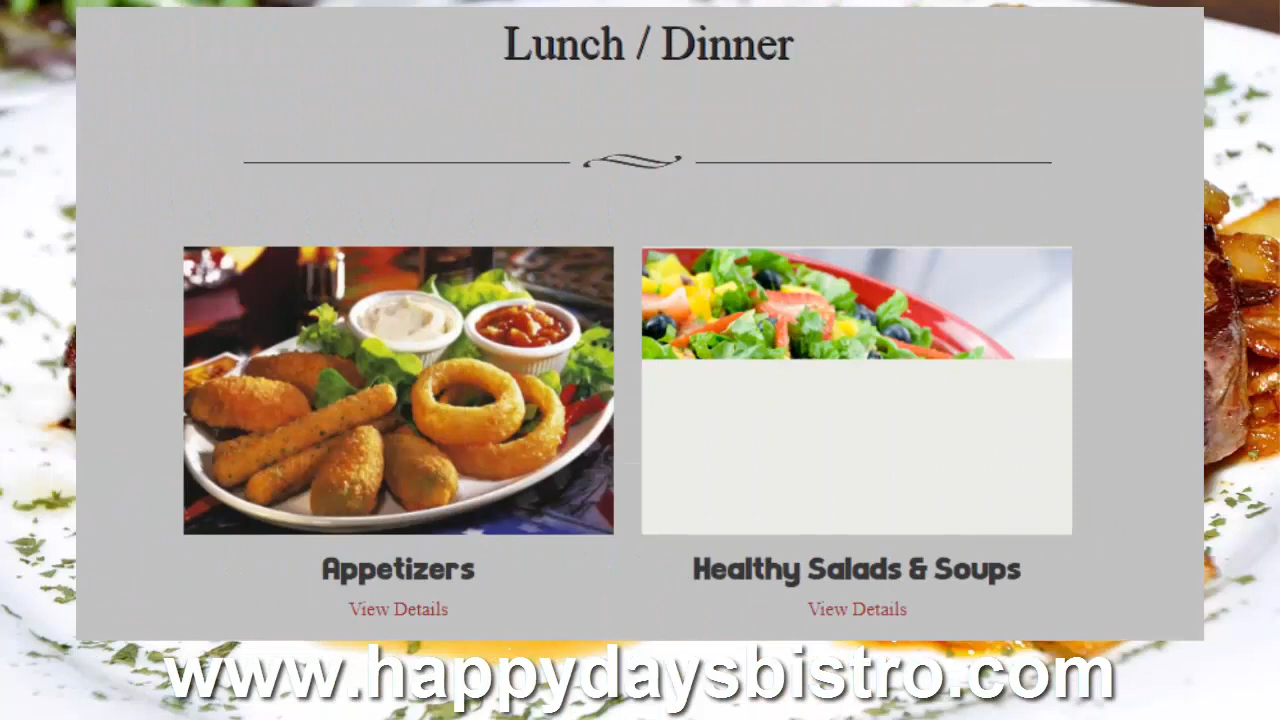 Lunch / Dinner
Appetizers
Healthy Salads & Soups
View Details
View Details
www.happydaysbistro.com